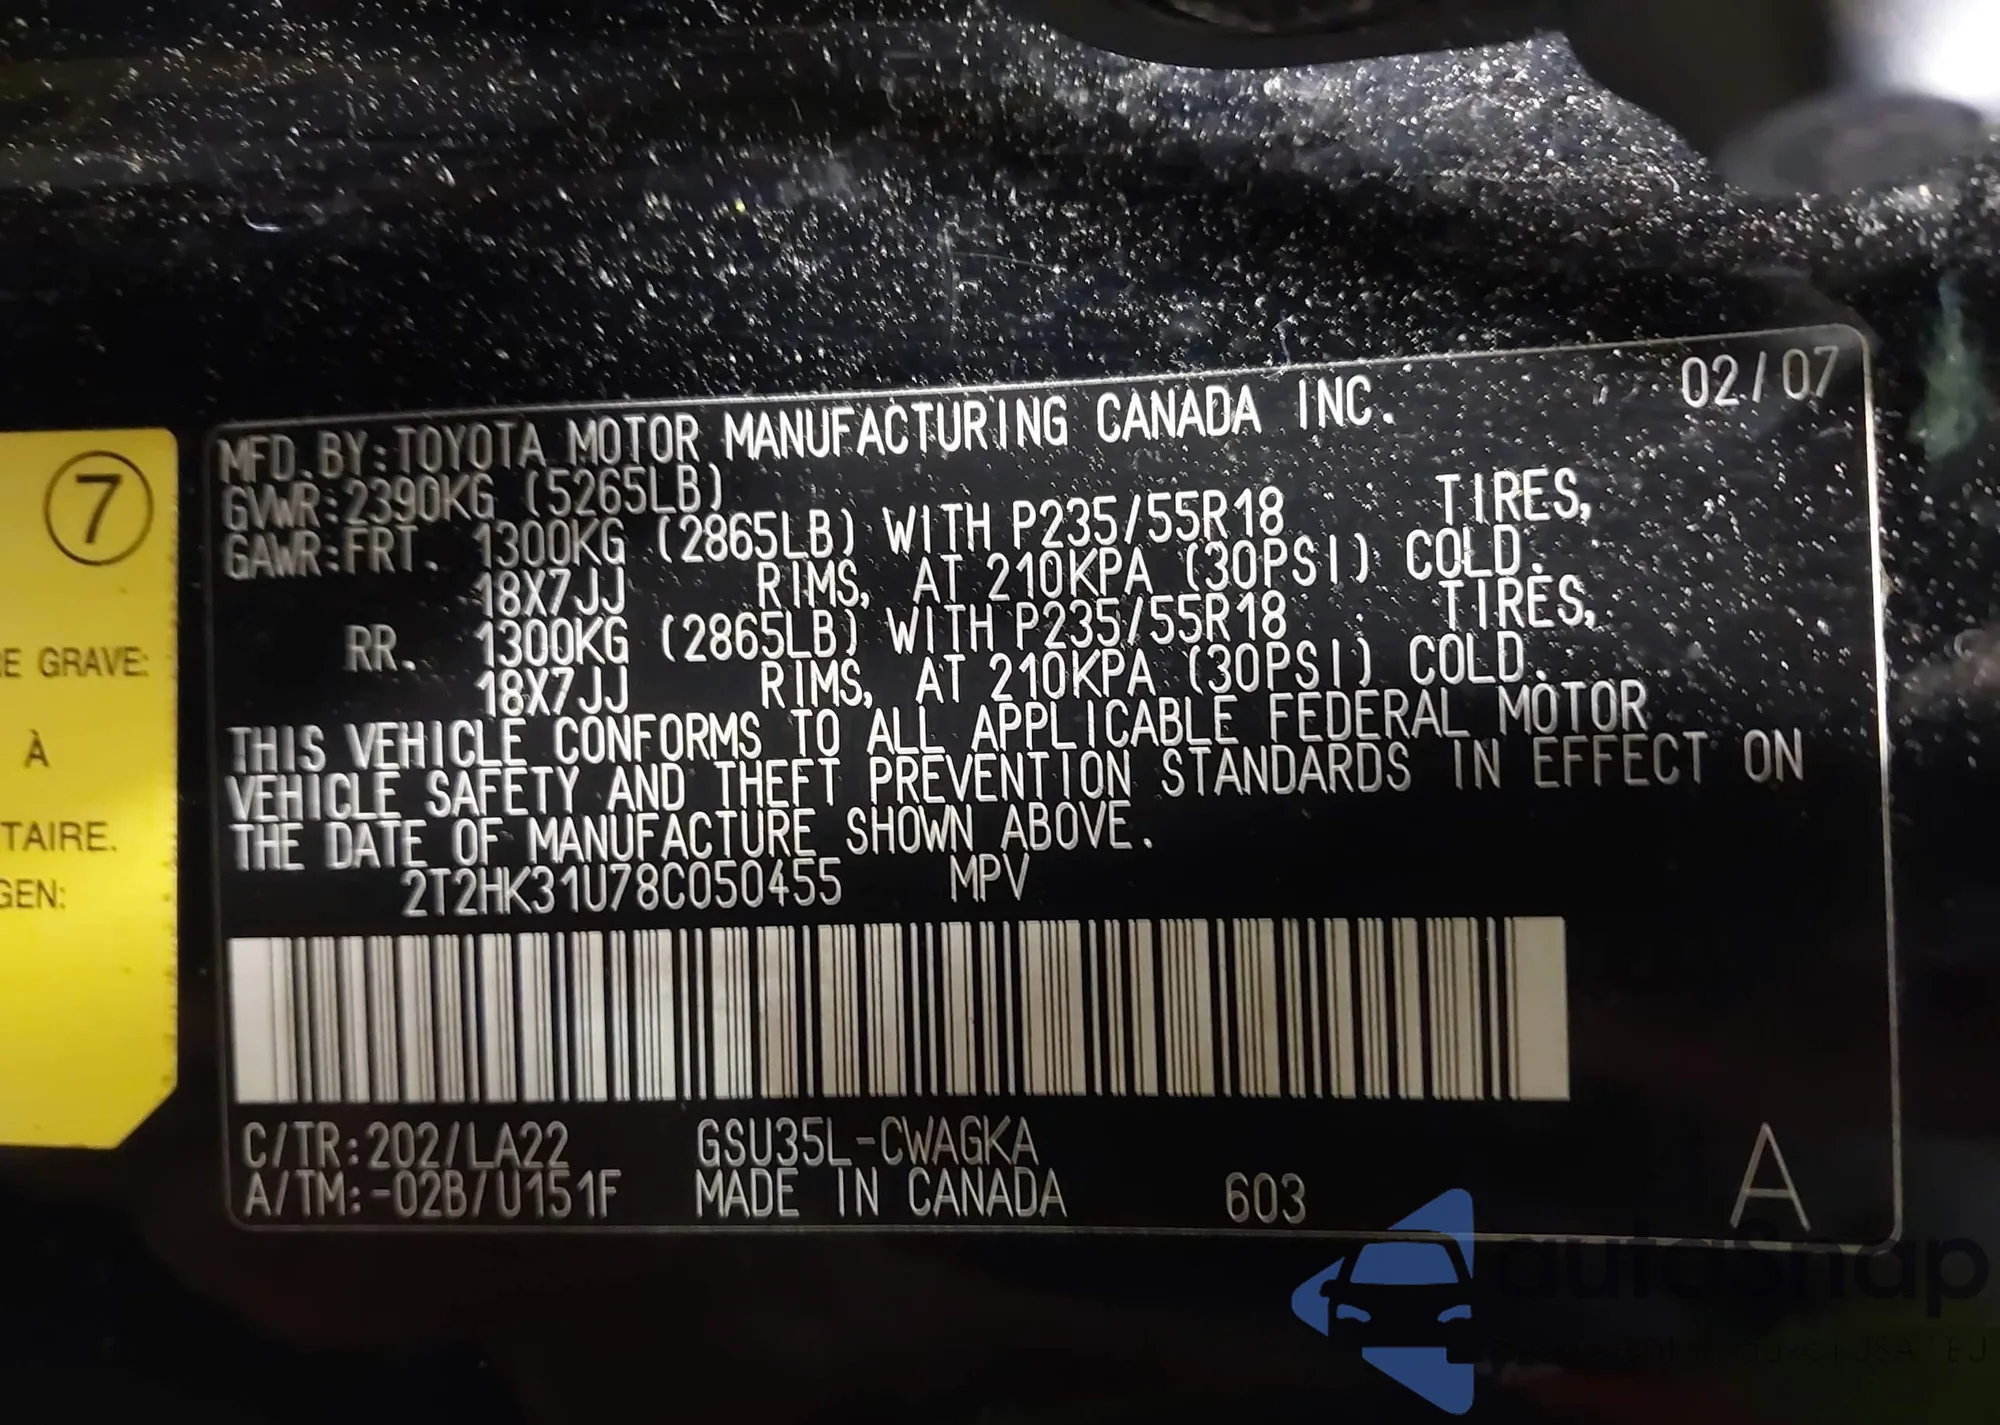 7
E GRAVE:
À
TAIRE.
GEN:
02/07
MFD.BY:TOYOTA MOTOR MANUFACTURING CANADA INC.
GVWR:2390KG (5265LB)
GAWR:FRT. 1300KG (2865LB) WITH P235/55R18 TIRES,
18X7JJ RIMS, AT 210KPA (30PSI) COLD.
RR. 1300KG (2865LB) WITH P235/55R18 TIRES,
18X7JJ RIMS, AT 210KPA (30PSI) COLD.
THIS VEHICLE CONFORMS TO ALL APPLICABLE FEDERAL MOTOR
VEHICLE SAFETY AND THEFT PREVENTION STANDARDS IN EFFECT ON
THE DATE OF MANUFACTURE SHOWN ABOVE.
2T2HK31U78C050455 MPV
C/TR:202/LA22 GSU35L-CWAGKA
A/TM:-02B/U151F MADE IN CANADA 603 A
autosnap